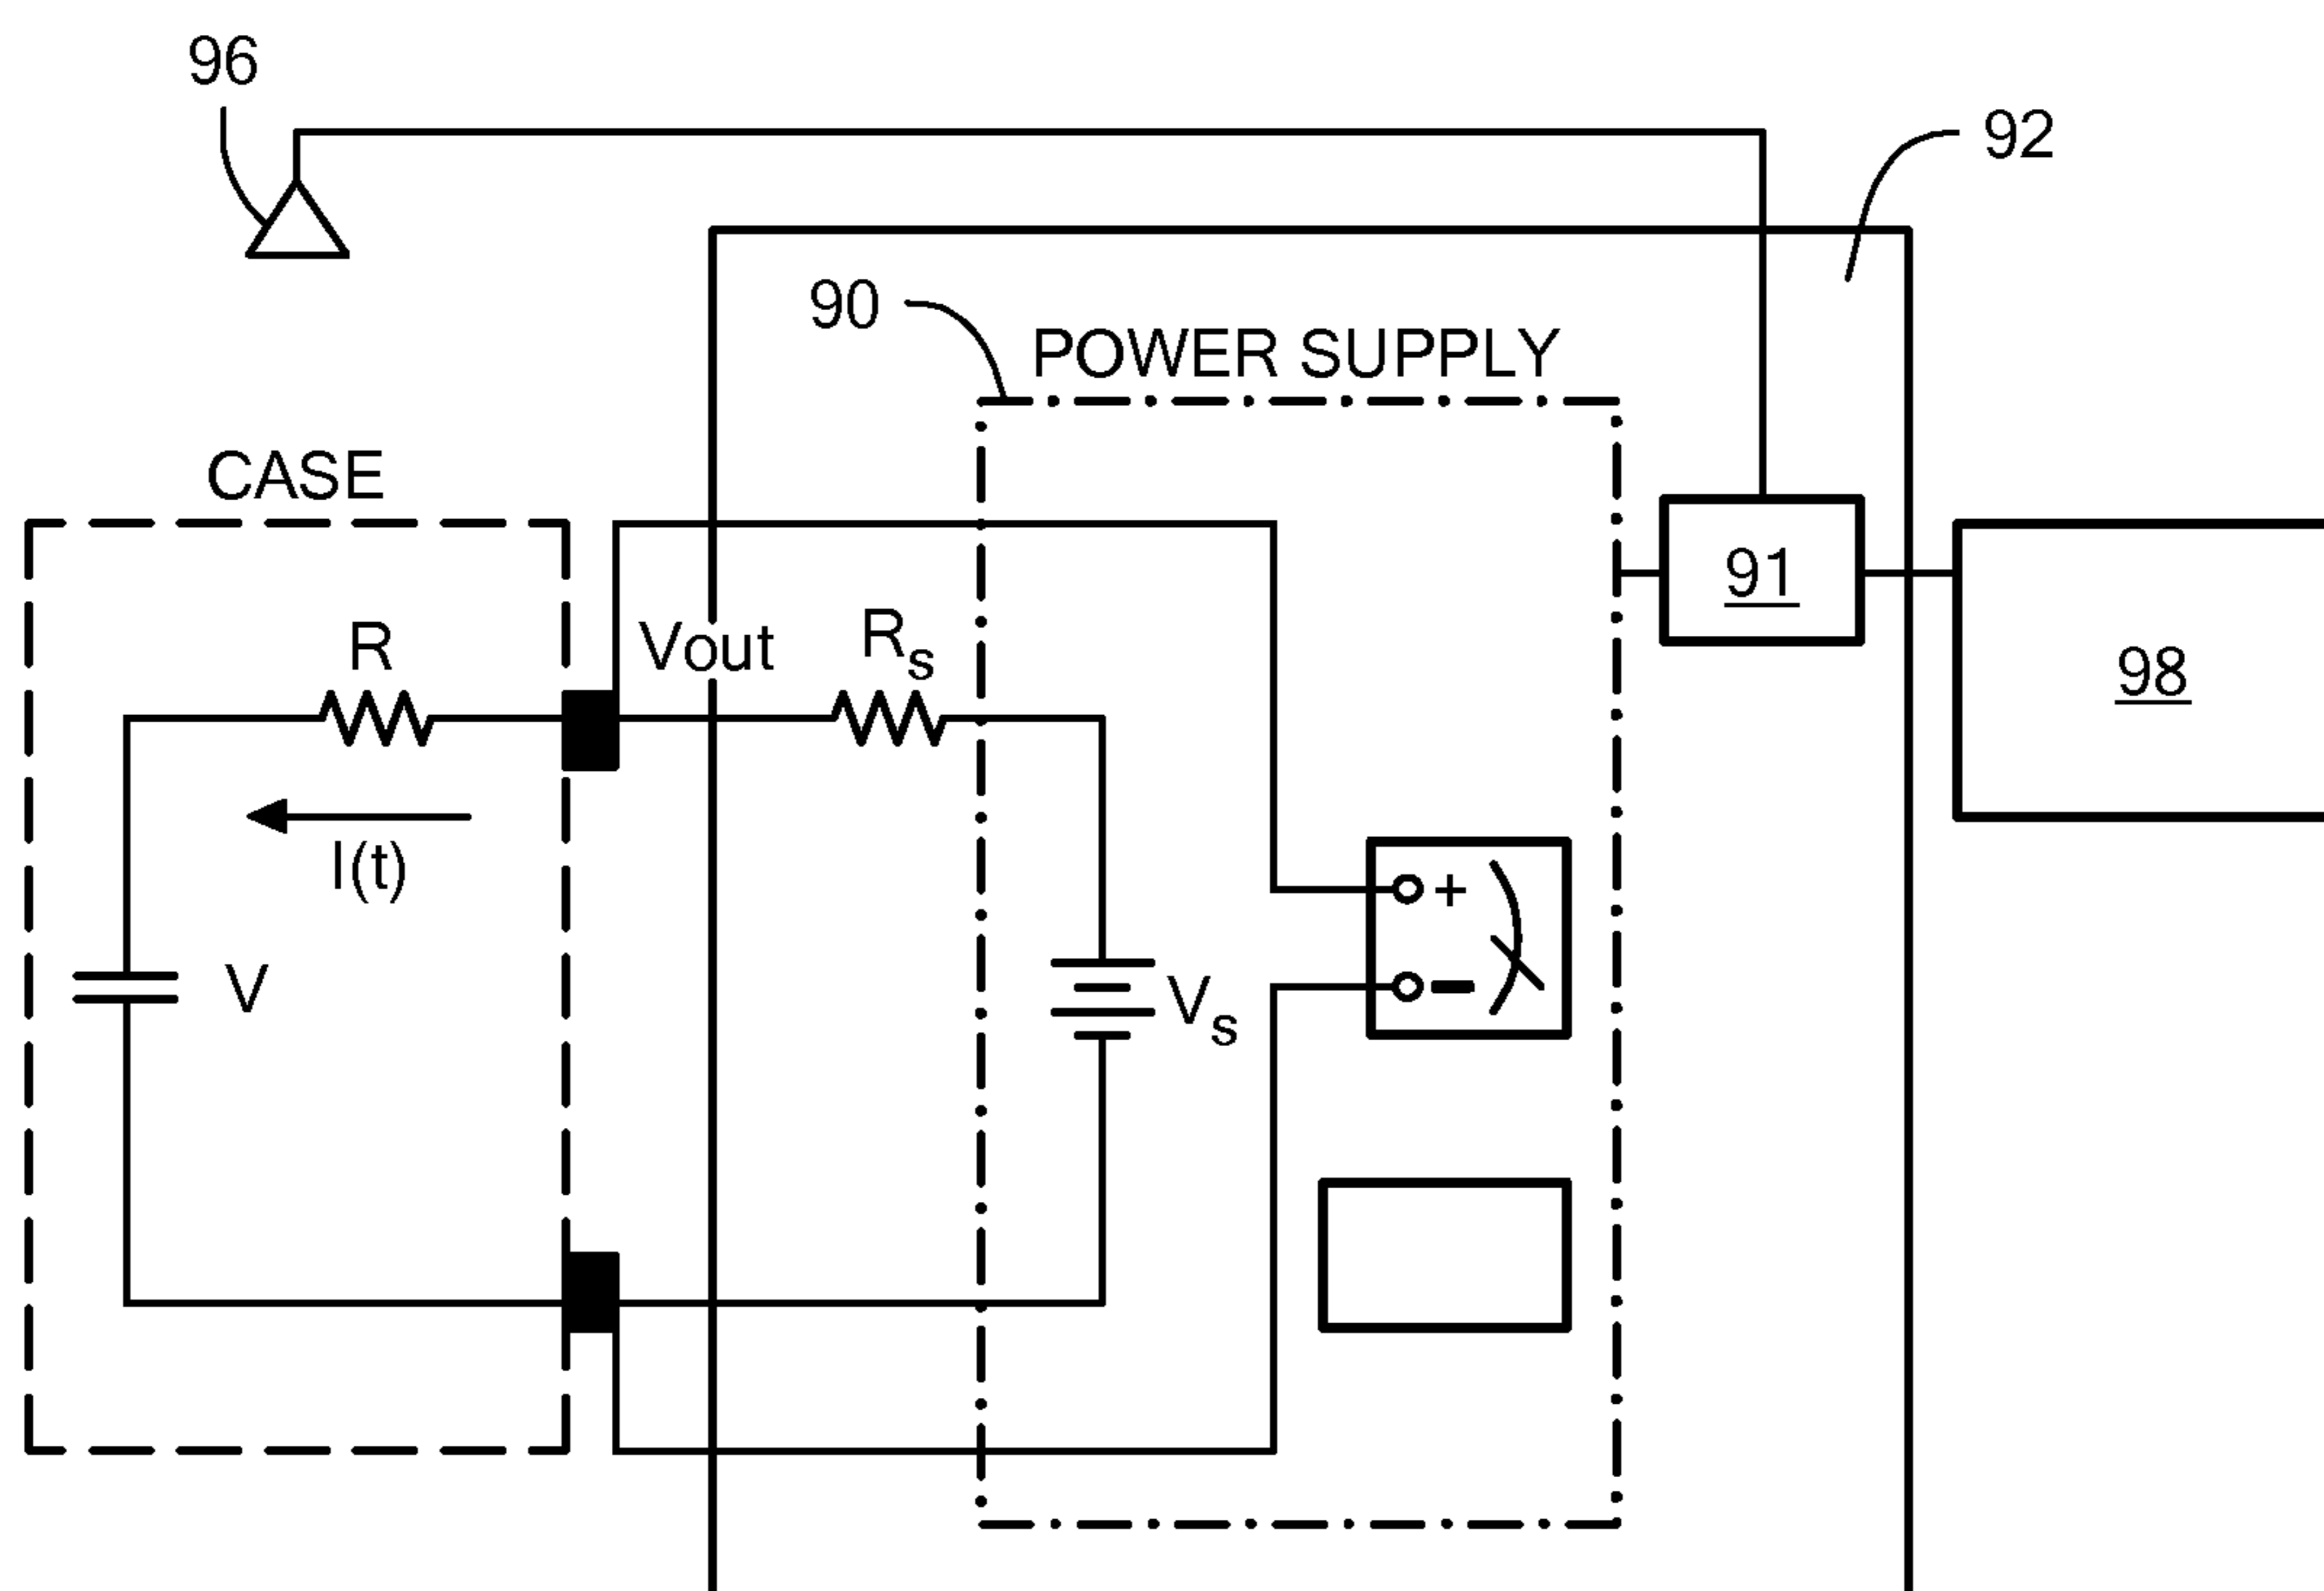 96
92
90
POWER SUPPLY
CASE
91
R
Vout
Rs
98
I(t)
+
V
Vs
−